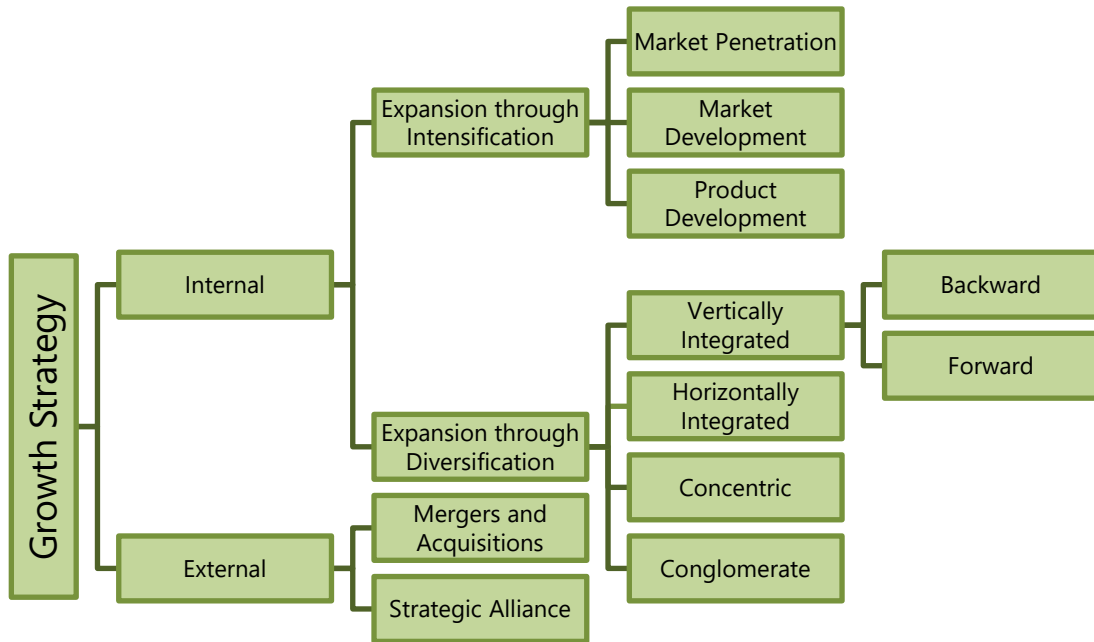 Growth Strategy
Internal
Expansion through
Intensification
Market Penetration
Market
Development
Product
Development
Expansion through
Diversification
Vertically
Integrated
Backward
Forward
Horizontally
Integrated
Concentric
Conglomerate
External
Mergers and
Acquisitions
Strategic Alliance